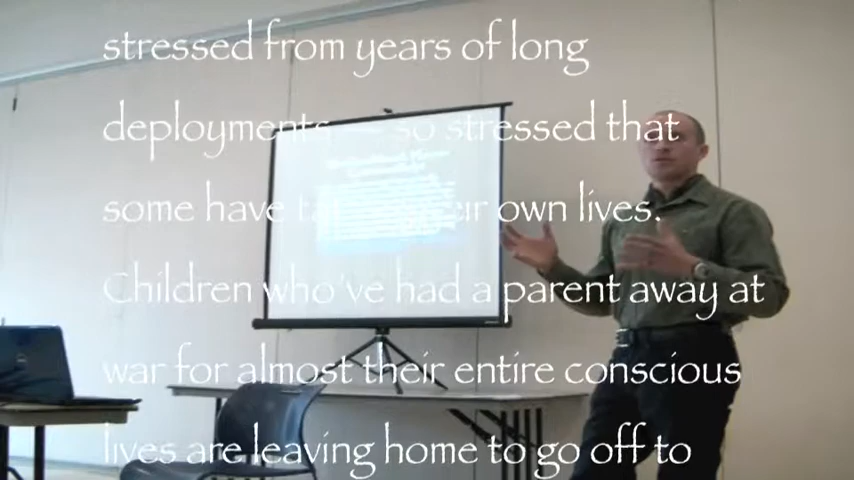 stressed from years of long
deployments so stressed that
some have their own lives.
Children who've had a parent away at
war for almost their entire conscious
lives are leaving home to go off to